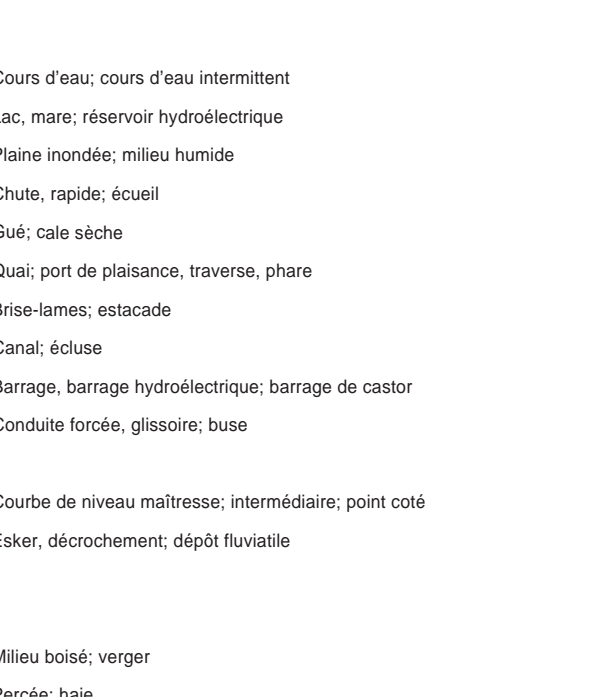 Cours d'eau; cours d'eau intermittent
Lac, mare; réservoir hydroélectrique
Plaine inondée; milieu humide
Chute, rapide; écueil
Gué; cale sèche
Quai; port de plaisance, traverse, phare
Brise-lames; estacade
Canal; écluse
Barrage, barrage hydroélectrique; barrage de castor
Conduite forcée, glissoire; buse
Courbe de niveau maîtresse; intermédiaire; point coté
Esker, décrochement; dépôt fluviatile
Milieu boisé; verger
Percée; haie